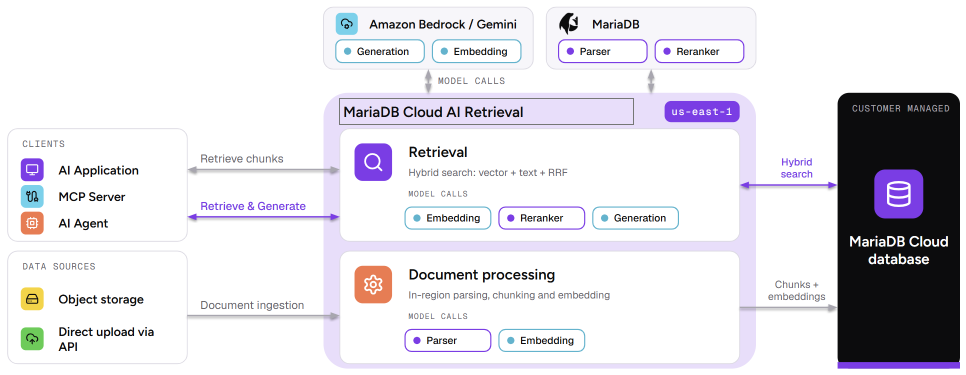 Amazon Bedrock / Gemini
Generation
Embedding
MariaDB
Parser
Reranker
MODEL CALLS
MariaDB Cloud AI Retrieval
us-east-1
CLIENTS
AI Application
MCP Server
AI Agent
Retrieve chunks
Retrieve & Generate
Retrieval
Hybrid search: vector + text + RRF
MODEL CALLS
Embedding
Reranker
Generation
Hybrid
search
CUSTOMER MANAGED
MariaDB Cloud
database
DATA SOURCES
Object storage
Direct upload via
API
Document ingestion
Document processing
In-region parsing, chunking and embedding
MODEL CALLS
Parser
Embedding
Chunks +
embeddings